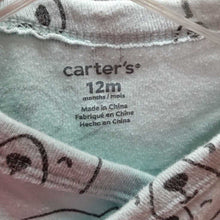 carter's®
12m
months / mois
Made in China
Fabriqué en Chine
Hecho en China